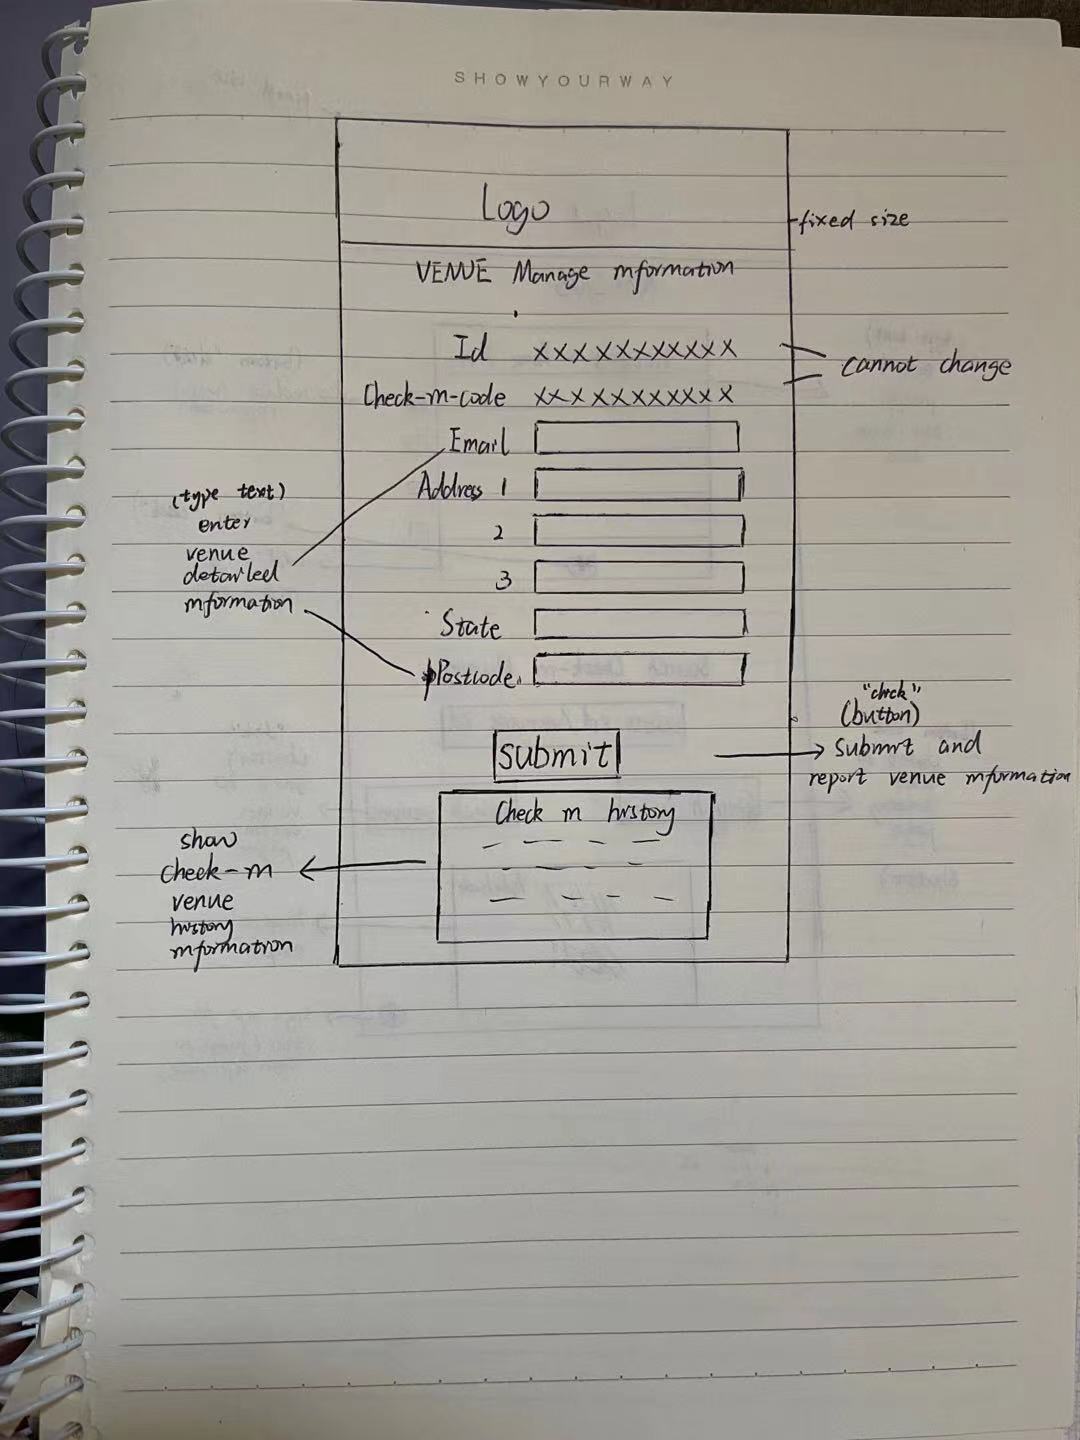 SHOWYOURWAY
Logo
fixed size
VENUE Manage information
Id XXXXXXXXXXX
Check-in-code XXXXXXXXXXX
cannot change
Email
Address 1
2
3
State
Postcode
(type text)
enter
venue
detailed
information
submit
"click"
(button)
submit and
report venue information
Check in history
show
check-in
venue
history
information